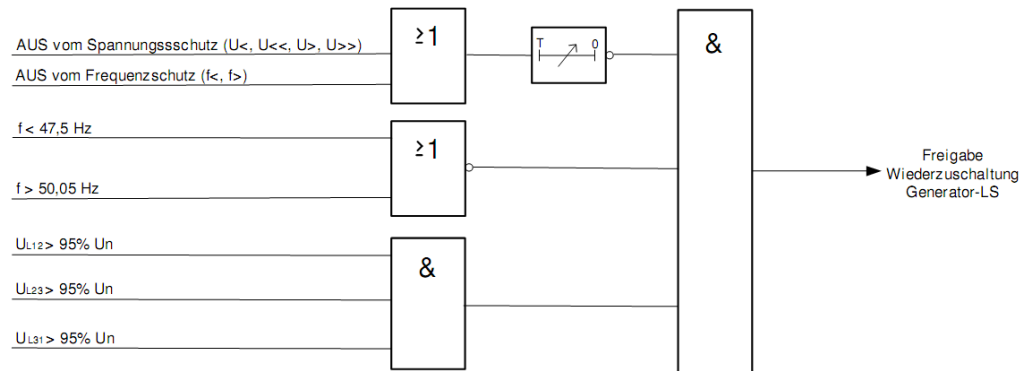 AUS vom Spannungssschutz (U<, U<<, U>, U>>)
AUS vom Frequenzschutz (f<, f>)
≥1
T 0
&
f < 47,5 Hz
f > 50,05 Hz
≥1
Freigabe
Wiederzuschaltung
Generator-LS
UL12 > 95% Un
UL23 > 95% Un
UL31 > 95% Un
&